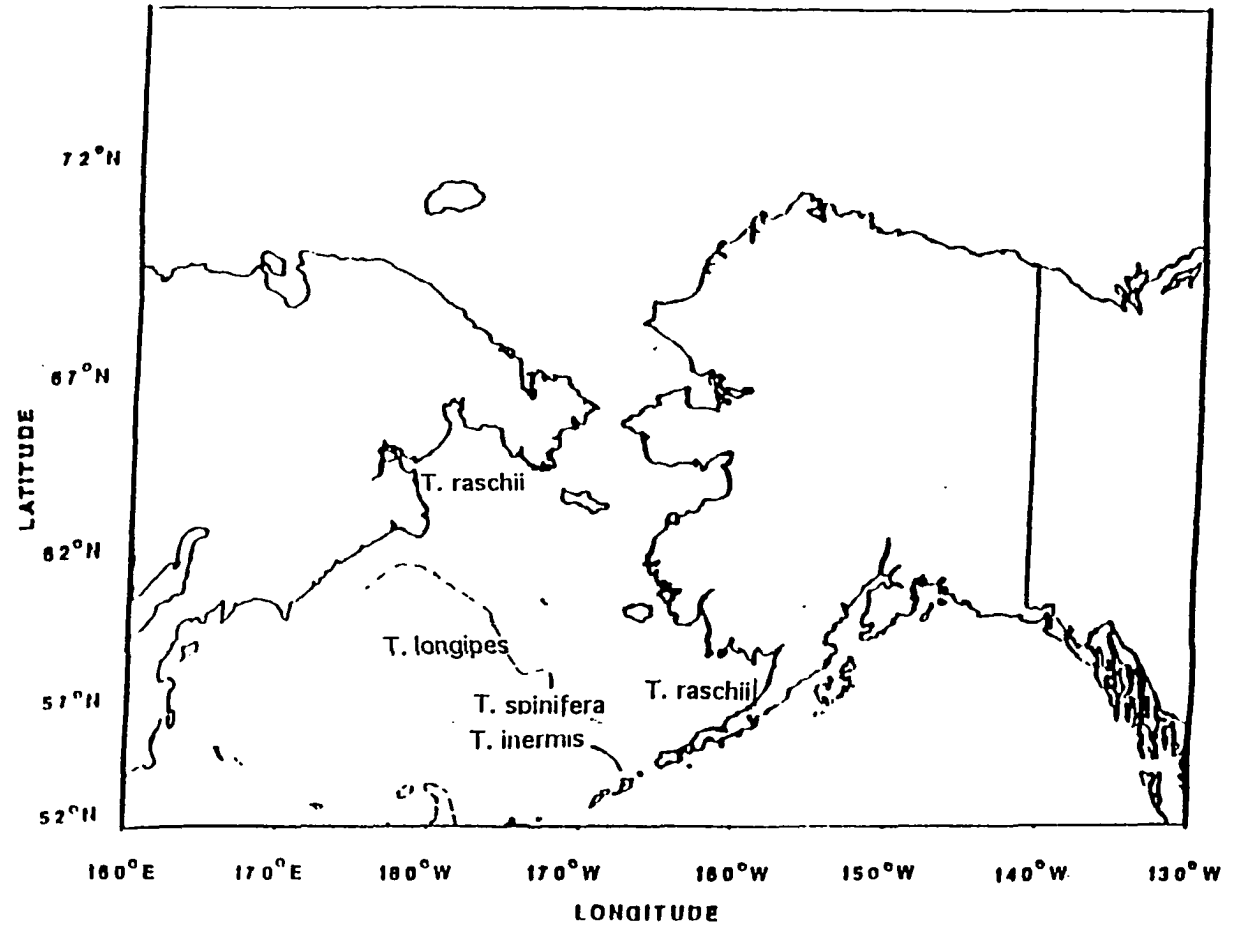 72°N
67°N
62°N
57°N
52°N
LATITUDE
T. raschii
T. longipes
T. raschii
T. spinifera
T. inermis
160°E 170°E 180°W 170°W 160°W 150°W 140°W 130°W
LONGITUDE